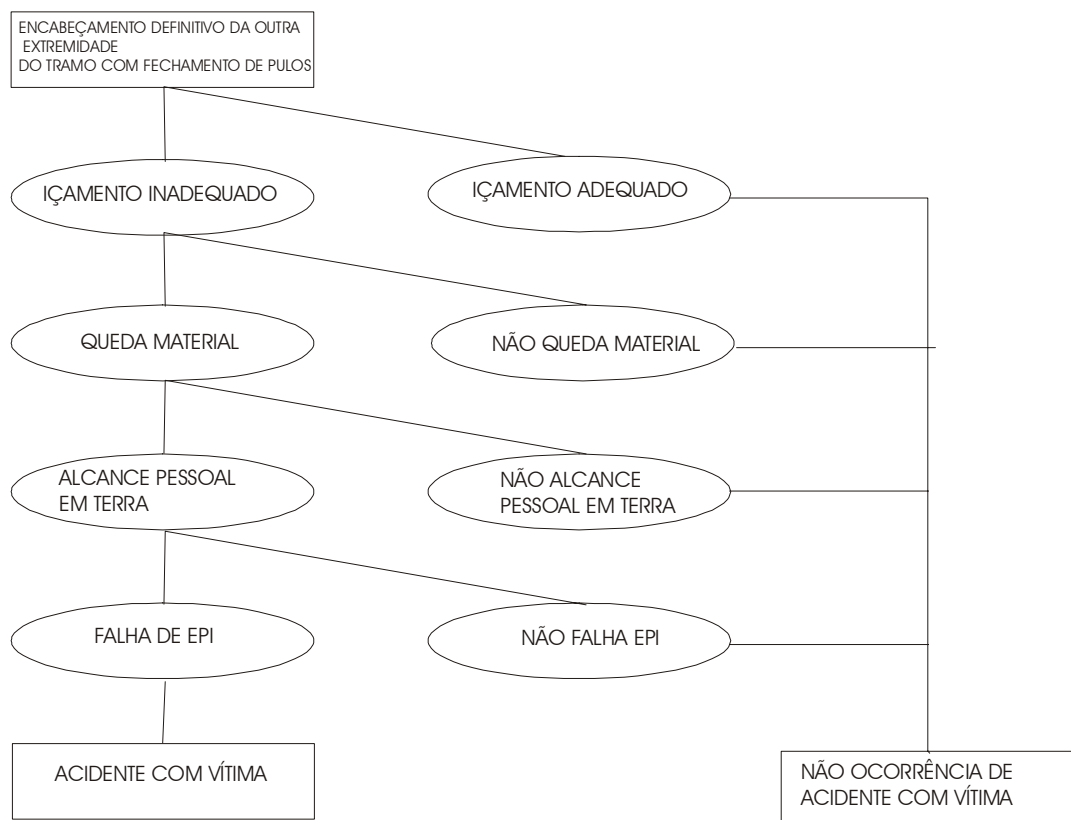 ENCABEÇAMENTO DEFINITIVO DA OUTRA
EXTREMIDADE
DO TRAMO COM FECHAMENTO DE PULOS
IÇAMENTO INADEQUADO
IÇAMENTO ADEQUADO
QUEDA MATERIAL
NÃO QUEDA MATERIAL
ALCANCE PESSOAL
EM TERRA
NÃO ALCANCE
PESSOAL EM TERRA
FALHA DE EPI
NÃO FALHA EPI
ACIDENTE COM VÍTIMA
NÃO OCORRÊNCIA DE
ACIDENTE COM VÍTIMA